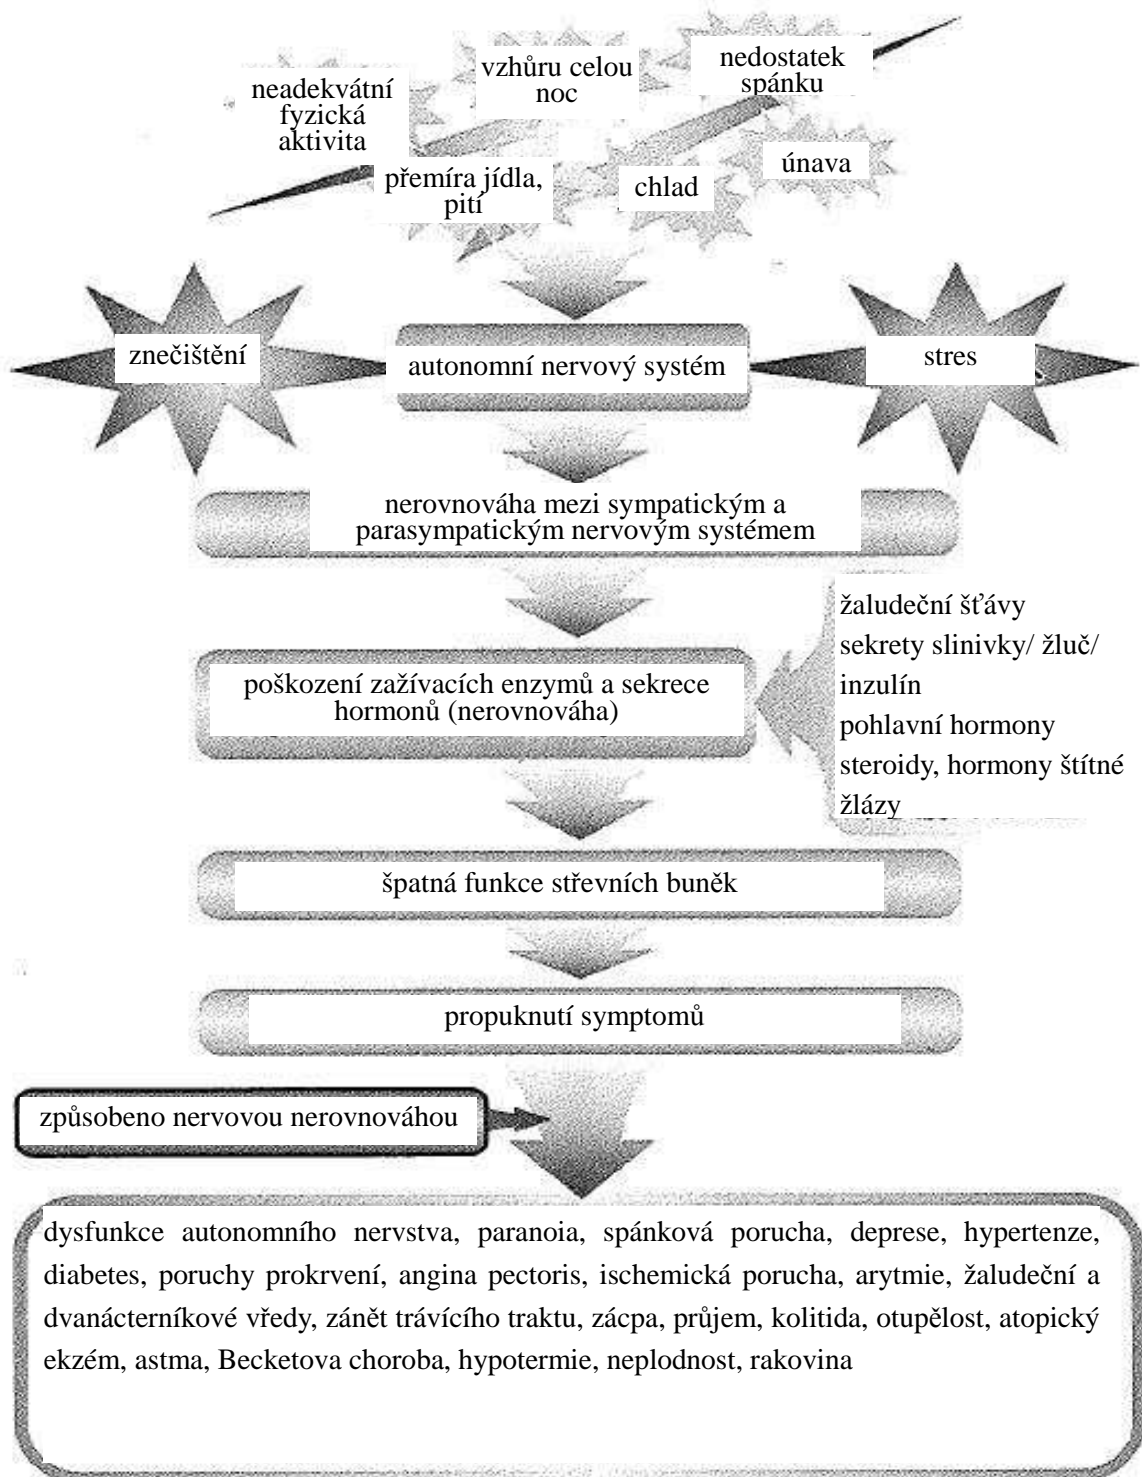 neadekvátní
fyzická
aktivita
vzhůru celou
noc
nedostatek
spánku
přemíra jídla,
pití
chlad
únava
znečištění
autonomní nervový systém
stres
nerovnováha mezi sympatickým a
parasympatickým nervovým systémem
poškození zažívacích enzymů a sekrece
hormonů (nerovnováha)
žaludeční šťávy
sekrety slinivky/ žluč/
inzulín
pohlavní hormony
steroidy, hormony štítné
žlázy
špatná funkce střevních buněk
propuknutí symptomů
způsobeno nervovou nerovnováhou
dysfunkce autonomního nervstva, paranoia, spánková porucha, deprese, hypertenze,
diabetes, poruchy prokrvení, angina pectoris, ischemická porucha, arytmie, žaludeční a
dvanácterníkové vředy, zánět trávícího traktu, zácpa, průjem, kolitida, otupělost, atopický
ekzém, astma, Becketova choroba, hypotermie, neplodnost, rakovina